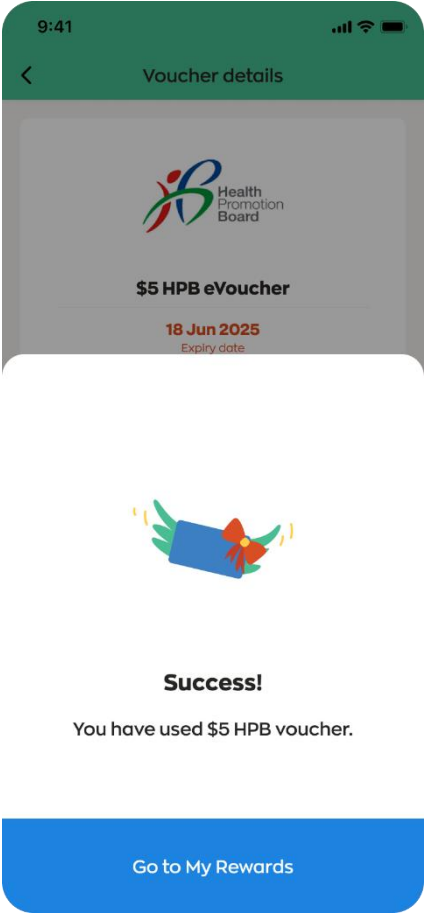 9:41
Voucher details
Health
Promotion
Board
$5 HPB eVoucher
18 Jun 2025
Expiry date
Success!
You have used $5 HPB voucher.
Go to My Rewards